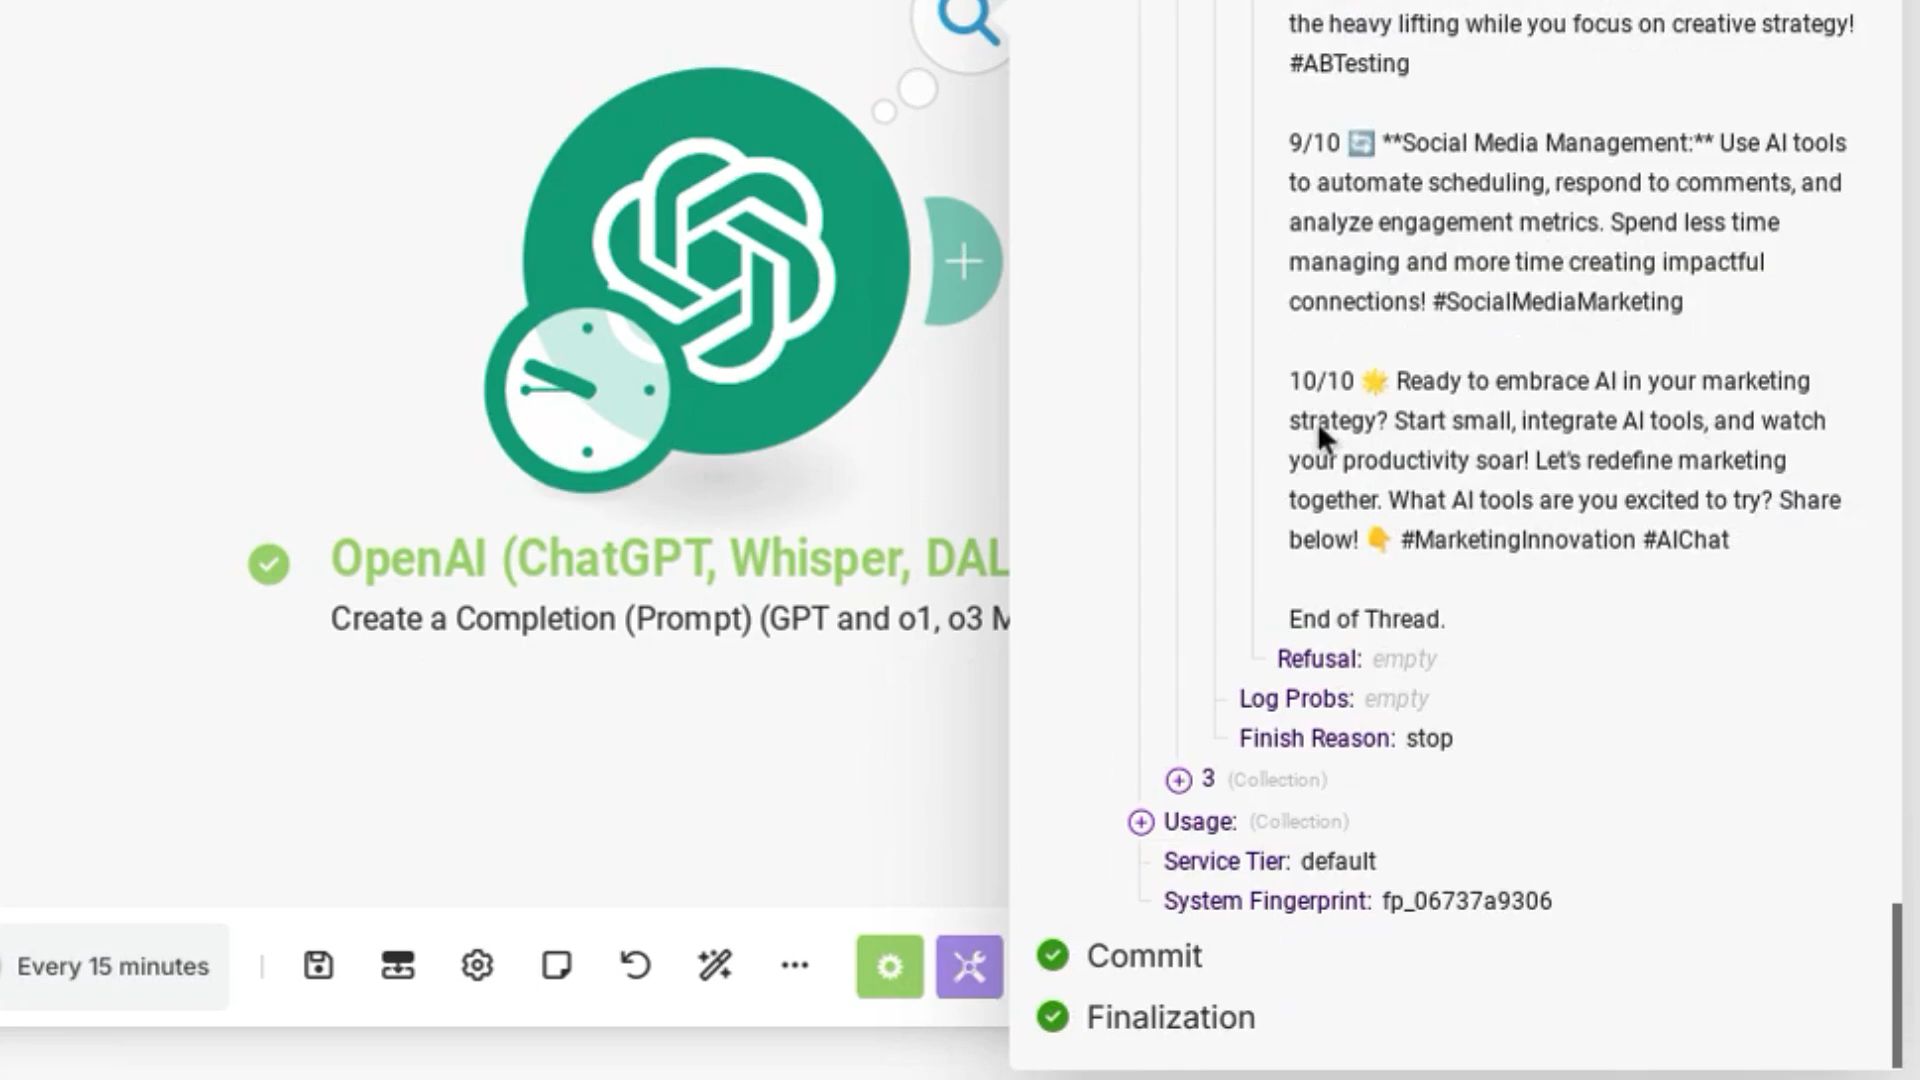 the heavy lifting while you focus on creative strategy!
#ABTesting
9/10 🔄 **Social Media Management:** Use AI tools
to automate scheduling, respond to comments, and
analyze engagement metrics. Spend less time
managing and more time creating impactful
connections! #SocialMediaMarketing
10/10 🌟 Ready to embrace AI in your marketing
strategy? Start small, integrate AI tools, and watch
your productivity soar! Let's redefine marketing
together. What AI tools are you excited to try? Share
below! 👇 #MarketingInnovation #AIChat
End of Thread.
Refusal: empty
Log Probs: empty
Finish Reason: stop
3 (Collection)
Usage: (Collection)
Service Tier: default
System Fingerprint: fp_06737a9306
Commit
Finalization
OpenAI (ChatGPT, Whisper, DAL
Create a Completion (Prompt) (GPT and o1, o3 M
Every 15 minutes